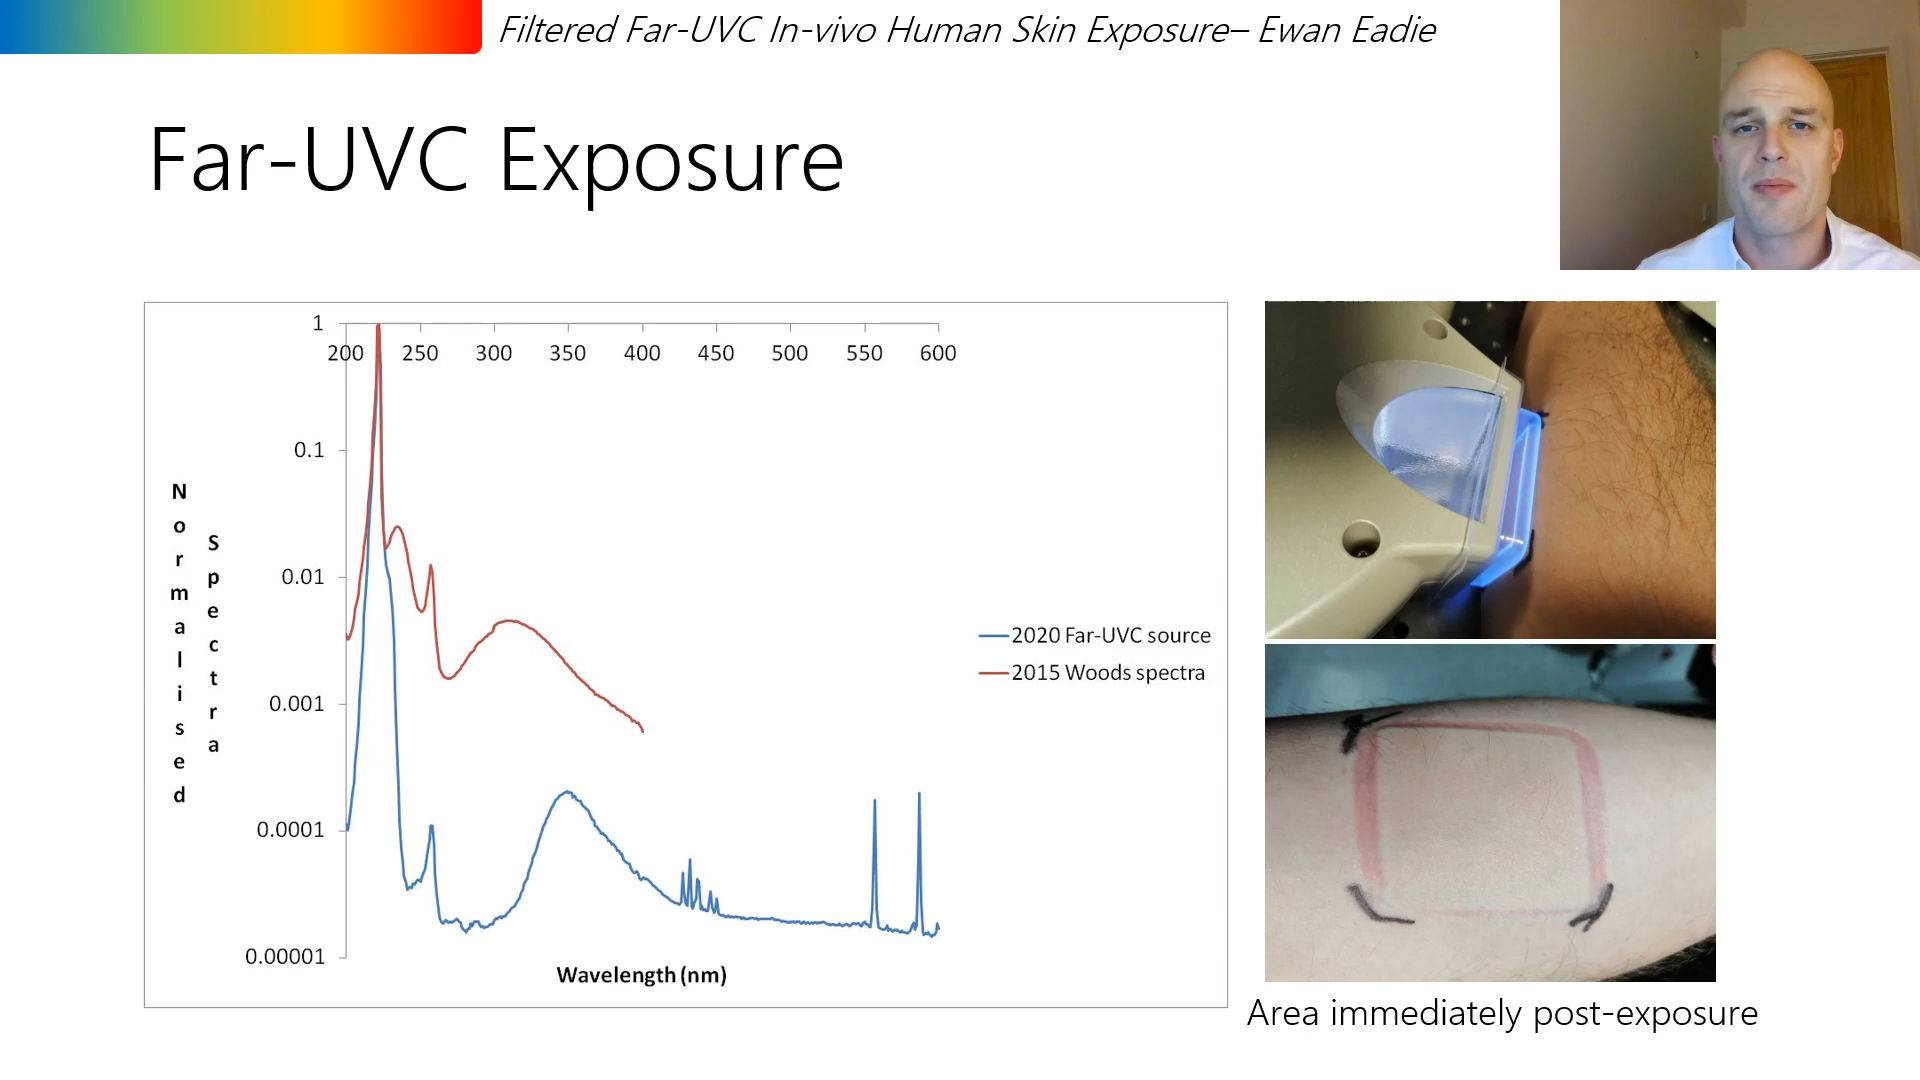 Filtered Far-UVC In-vivo Human Skin Exposure– Ewan Eadie
Far-UVC Exposure
1
200 250 300 350 400 450 500 550 600
0.1
0.01
0.001
0.0001
0.00001
Normalised
Spectra
Wavelength (nm)
2020 Far-UVC source
2015 Woods spectra
Area immediately post-exposure